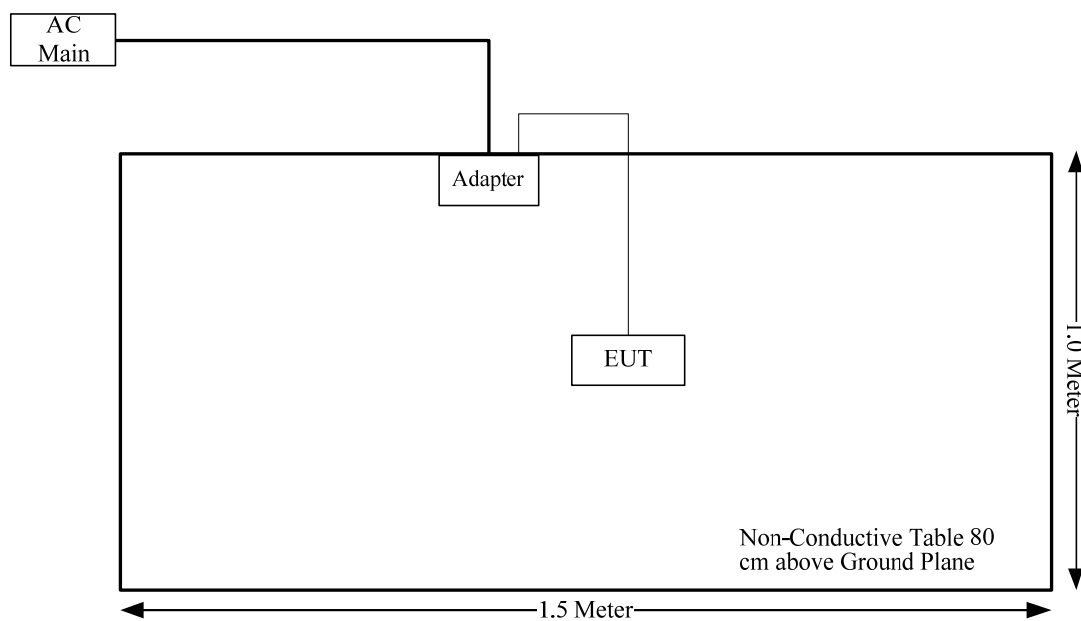 AC
Main
Adapter
EUT
1.0 Meter
Non-Conductive Table 80
cm above Ground Plane
1.5 Meter